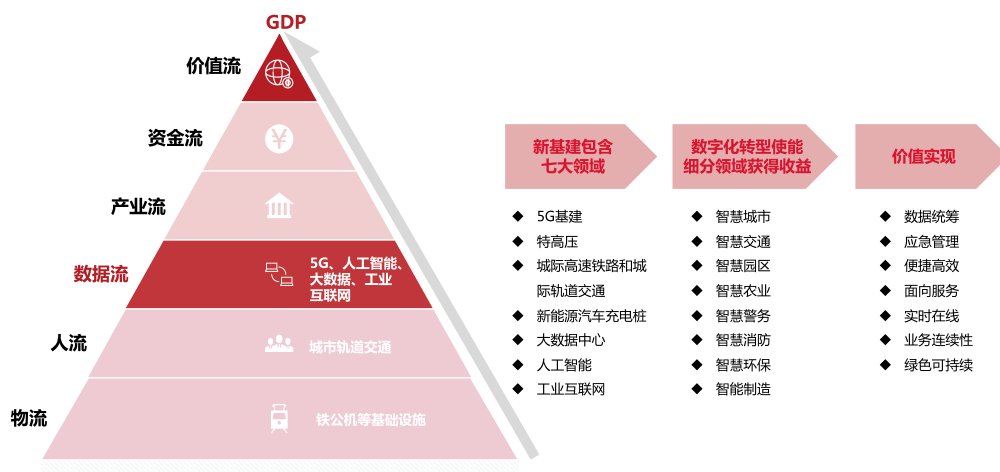 GDP
价值流
资金流
产业流
数据流
5G、人工智能、
大数据、工业
互联网
人流
城市轨道交通
物流
铁公机等基础设施
新基建包含
七大领域
◆ 5G基建
◆ 特高压
◆ 城际高速铁路和城
际轨道交通
◆ 新能源汽车充电桩
◆ 大数据中心
◆ 人工智能
◆ 工业互联网
数字化转型使能
细分领域获得收益
◆ 智慧城市
◆ 智慧交通
◆ 智慧园区
◆ 智慧农业
◆ 智慧警务
◆ 智慧消防
◆ 智慧环保
◆ 智能制造
价值实现
◆ 数据统筹
◆ 应急管理
◆ 便捷高效
◆ 面向服务
◆ 实时在线
◆ 业务连续性
◆ 绿色可持续